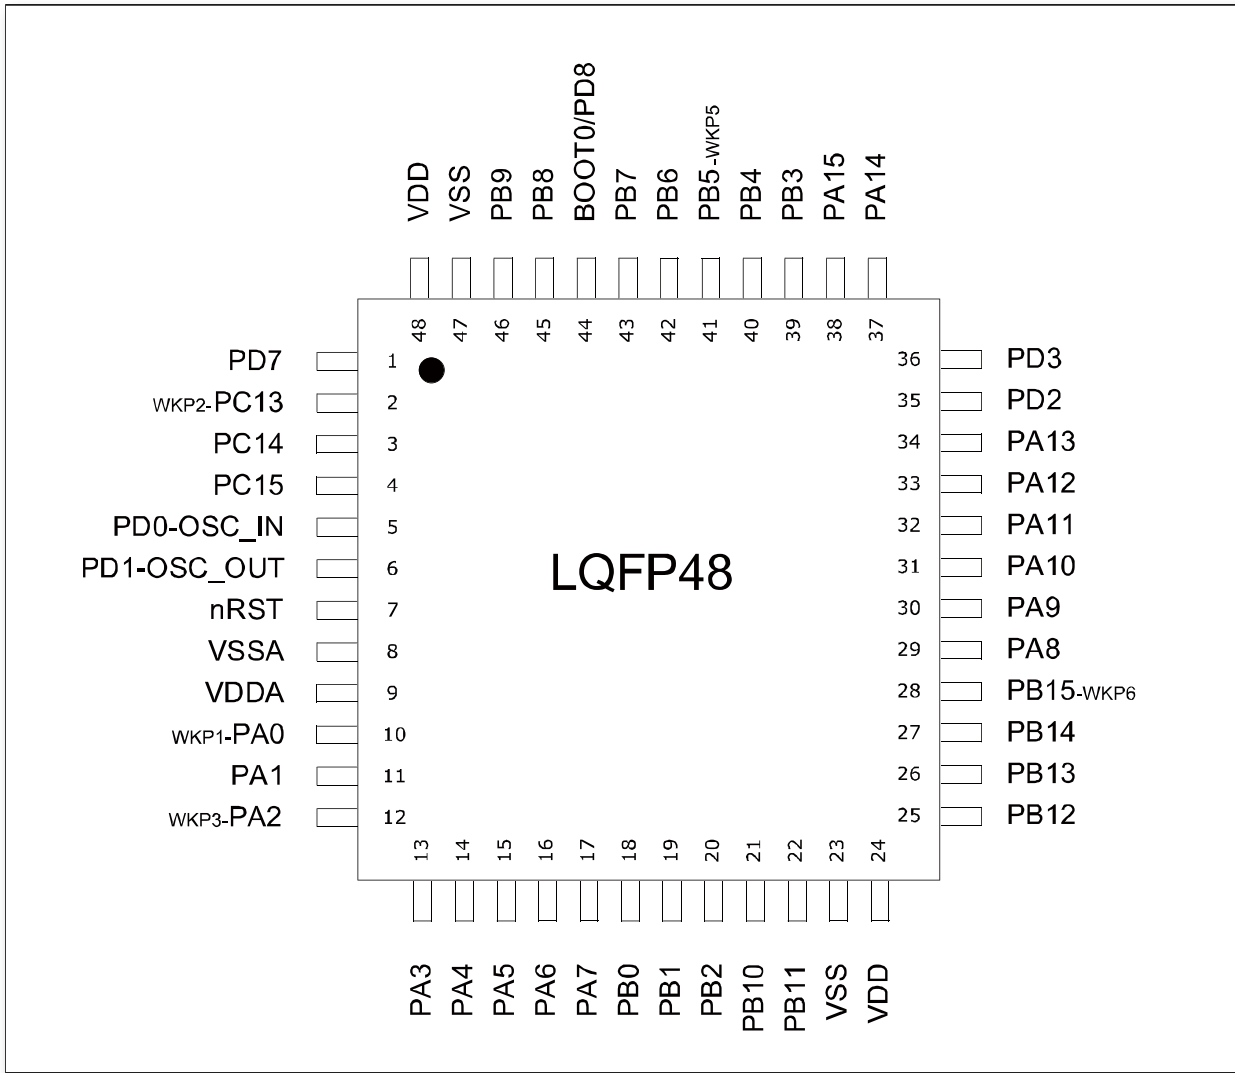 VDD
VSS
PB9
PB8
BOOT0/PD8
PB7
PB6
PB5-WKP5
PB4
PB3
PA15
PA14
48
47
46
45
44
43
42
41
40
39
38
37
PD7 1
WKP2-PC13 2
PC14 3
PC15 4
PD0-OSC_IN 5
PD1-OSC_OUT 6
nRST 7
VSSA 8
VDDA 9
WKP1-PA0 10
PA1 11
WKP3-PA2 12
LQFP48
36 PD3
35 PD2
34 PA13
33 PA12
32 PA11
31 PA10
30 PA9
29 PA8
28 PB15-WKP6
27 PB14
26 PB13
25 PB12
13
14
15
16
17
18
19
20
21
22
23
24
PA3
PA4
PA5
PA6
PA7
PB0
PB1
PB2
PB10
PB11
VSS
VDD